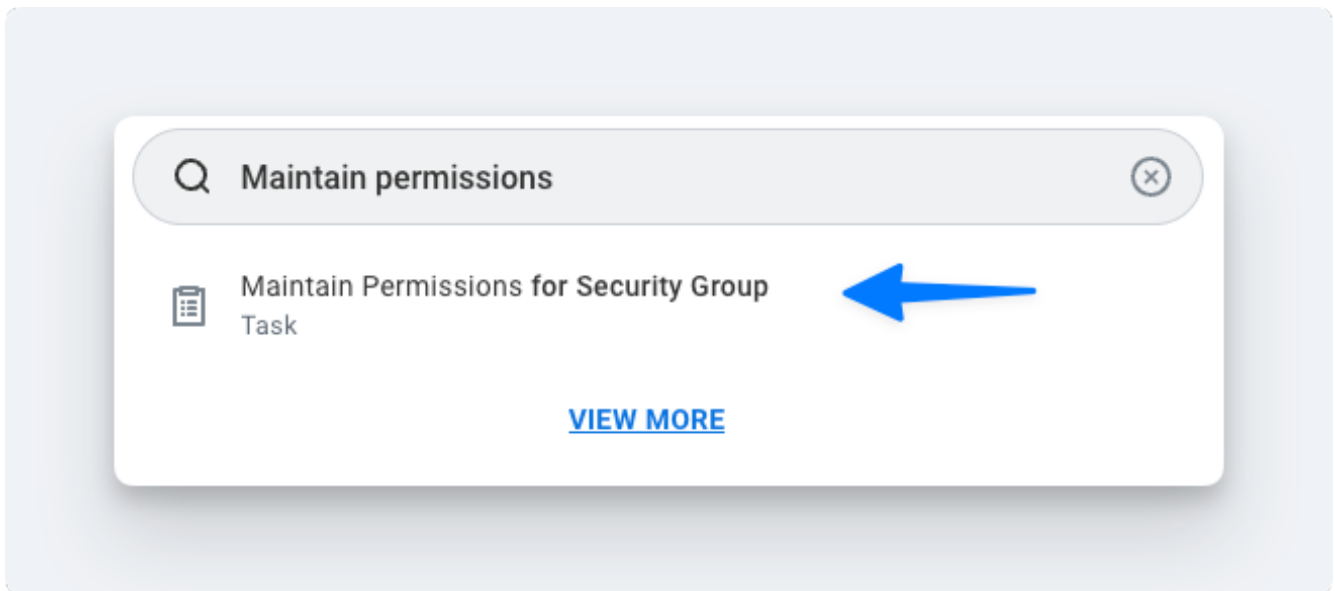 Maintain permissions
Maintain Permissions for Security Group
Task
VIEW MORE